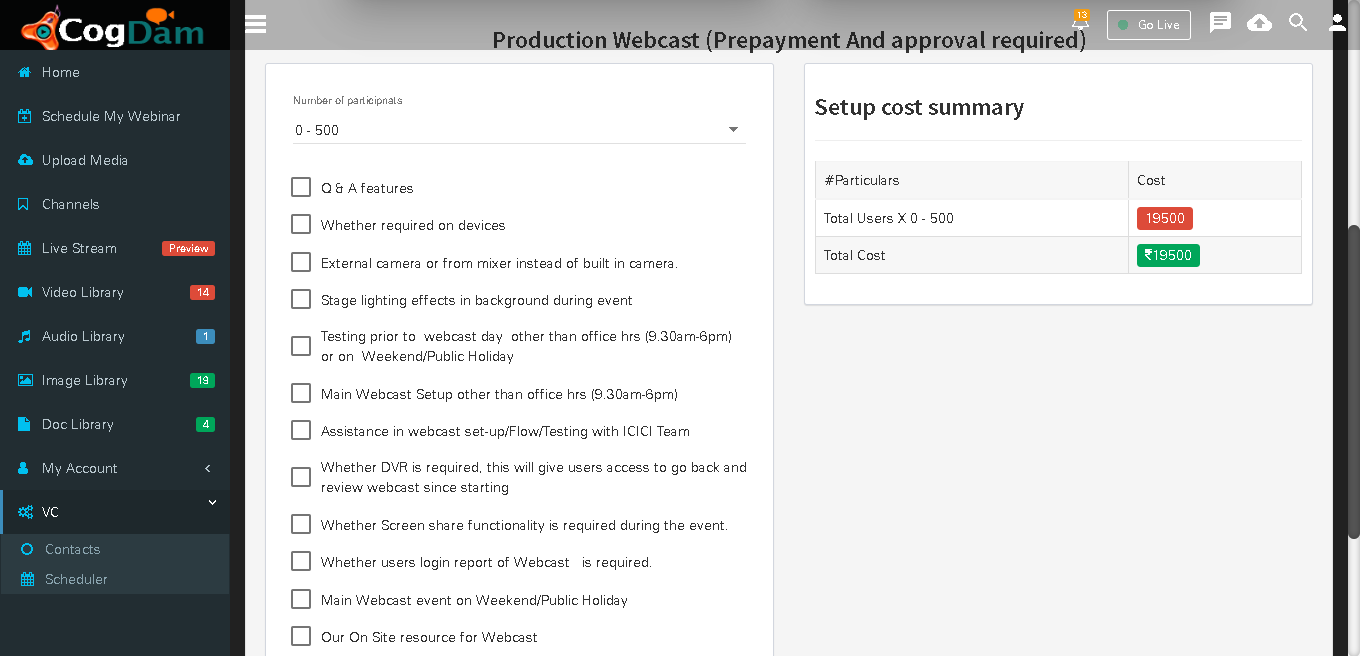 CogDam
13
Go Live
Home
Schedule My Webinar
Upload Media
Channels
Live Stream Preview
Video Library 14
Audio Library 1
Image Library 19
Doc Library 4
My Account
VC
Contacts
Scheduler
Production Webcast (Prepayment And approval required)
Number of participnats
0 - 500
Q & A features
Whether required on devices
External camera or from mixer instead of built in camera.
Stage lighting effects in background during event
Testing prior to webcast day other than office hrs (9.30am-6pm)
or on Weekend/Public Holiday
Main Webcast Setup other than office hrs (9.30am-6pm)
Assistance in webcast set-up/Flow/Testing with ICICI Team
Whether DVR is required, this will give users access to go back and
review webcast since starting
Whether Screen share functionality is required during the event.
Whether users login report of Webcast is required.
Main Webcast event on Weekend/Public Holiday
Our On Site resource for Webcast
Setup cost summary
#Particulars Cost
Total Users X 0 - 500 19500
Total Cost ₹19500